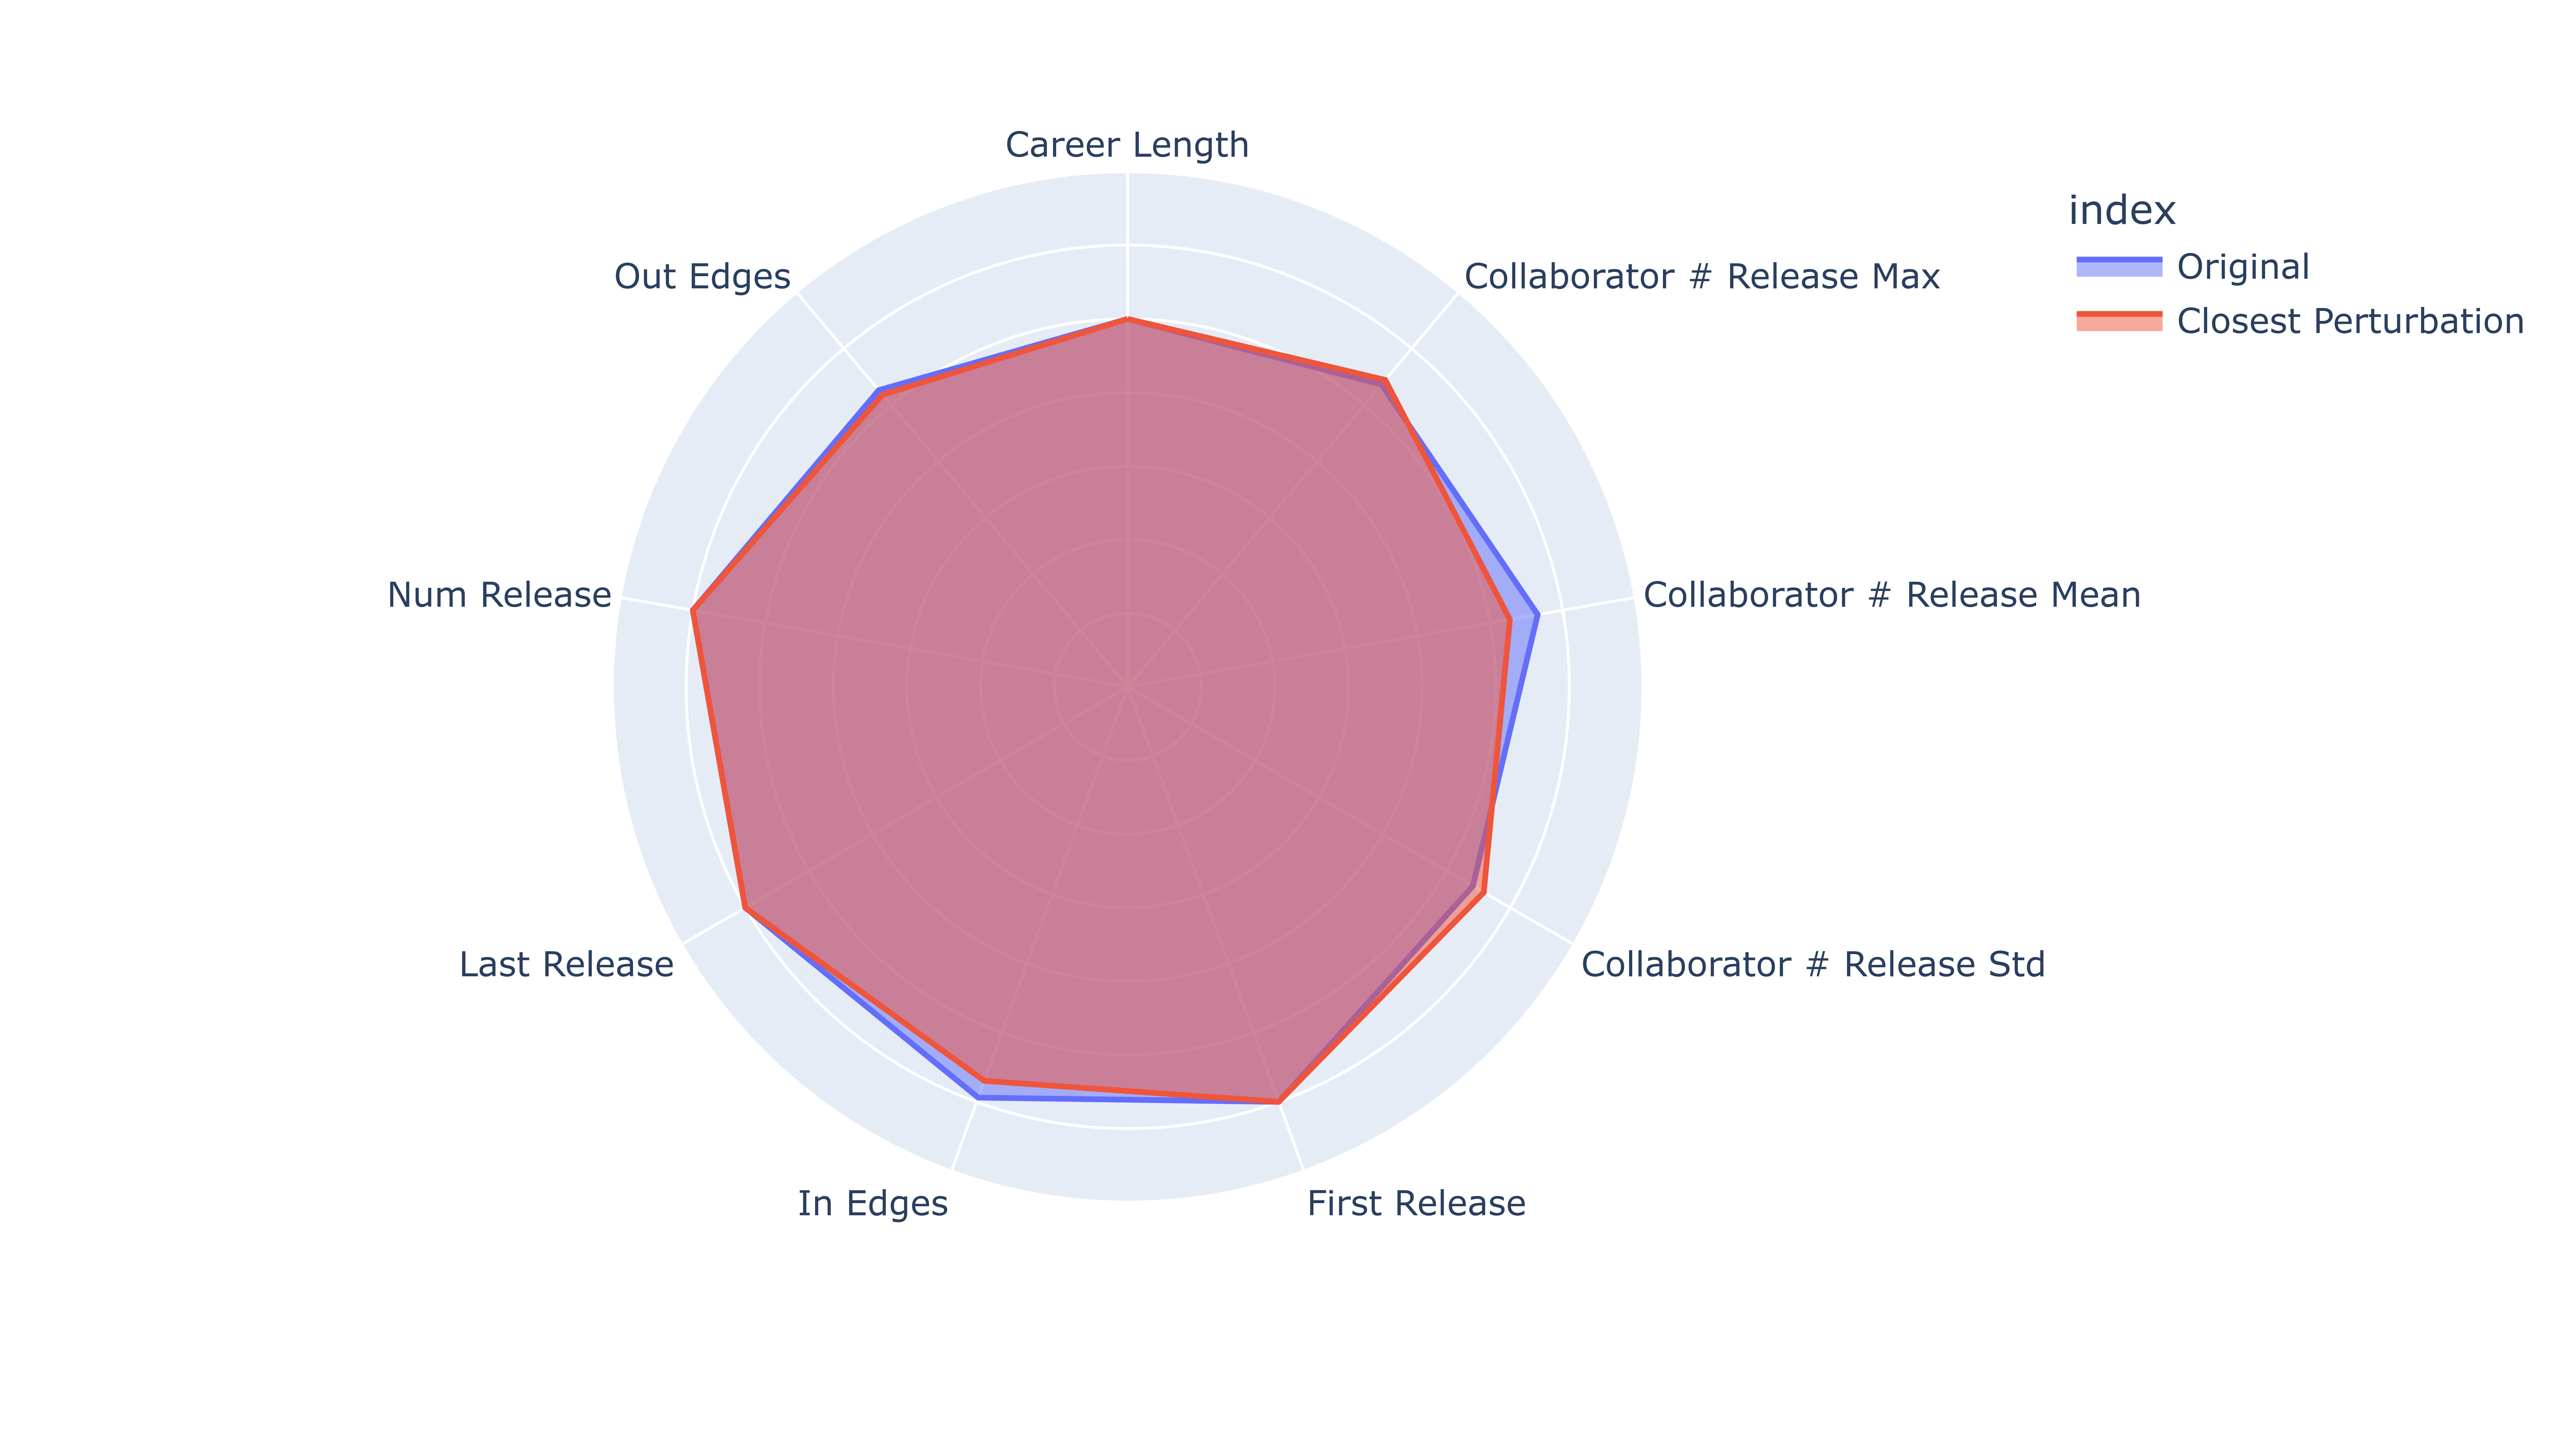 Career Length
Out Edges
Collaborator # Release Max
index
Original
Closest Perturbation
Num Release
Collaborator # Release Mean
Last Release
Collaborator # Release Std
In Edges
First Release